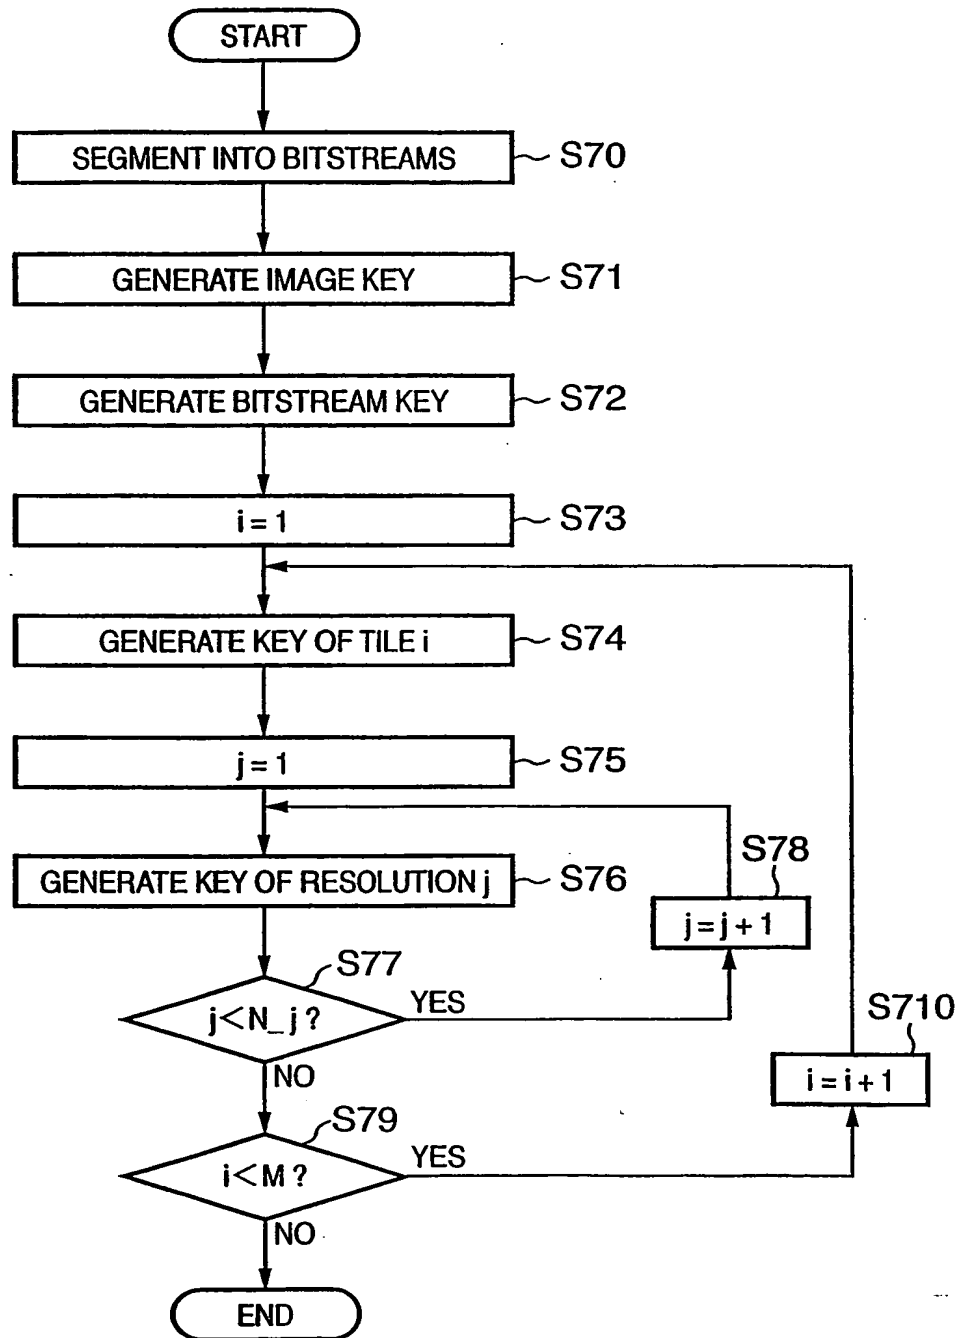 START
SEGMENT INTO BITSTREAMS
S70
GENERATE IMAGE KEY
S71
GENERATE BITSTREAM KEY
S72
i = 1
S73
GENERATE KEY OF TILE i
S74
j = 1
S75
GENERATE KEY OF RESOLUTION j
S76
S78
j = j + 1
S77
j < N_ j ?
YES
NO
S710
i = i + 1
S79
i < M ?
YES
NO
END